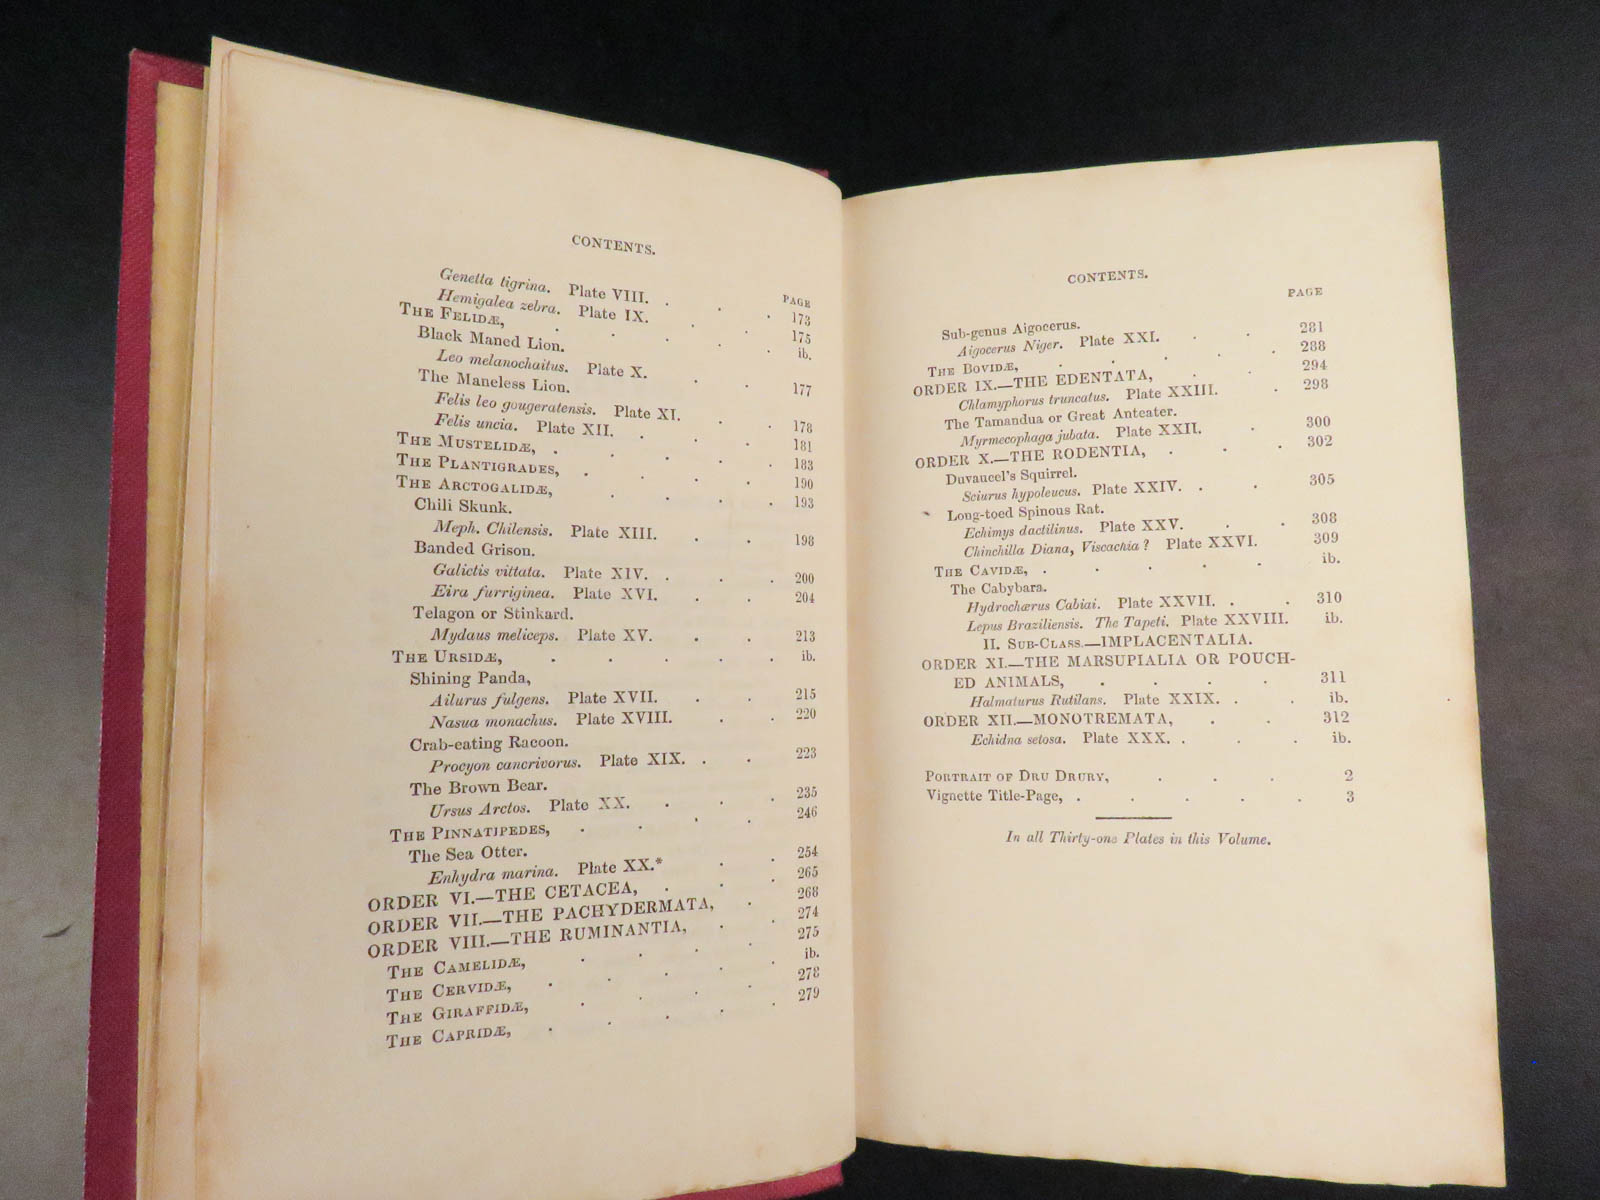 CONTENTS.
PAGE
Genetta tigrina. Plate VIII. . . . 173
Hemigalea zebra. Plate IX. . . . 175
THE FELIDÆ, . . . . ib.
Black Maned Lion.
Leo melanochaitus. Plate X. . . 177
The Maneless Lion.
Felis leo gougeratensis. Plate XI. . . 178
Felis uncia. Plate XII. . . . 181
THE MUSTELIDÆ, . . . . . 183
THE PLANTIGRADES, . . . . 190
THE ARCTOGALIDÆ, . . . . 193
Chili Skunk.
Meph. Chilensis. Plate XIII. . . 198
Banded Grison.
Galictis vittata. Plate XIV. . . . 200
Eira furriginea. Plate XVI. . . 204
Telagon or Stinkard.
Mydaus meliceps. Plate XV. . . 213
THE URSIDÆ, . . . . . ib.
Shining Panda,
Ailurus fulgens. Plate XVII. . . 215
Nasua monachus. Plate XVIII. . . 220
Crab-eating Racoon.
Procyon cancrivorus. Plate XIX. . . 223
The Brown Bear.
Ursus Arctos. Plate XX. . . . 235
THE PINNATIPEDES, . . . . 246
The Sea Otter.
Enhydra marina. Plate XX.* . . 254
ORDER VI.—THE CETACEA, . . . 265
ORDER VII.—THE PACHYDERMATA, . 268
ORDER VIII.—THE RUMINANTIA, . . 274
THE CAMELIDÆ, . . . . . 275
THE CERVIDÆ, . . . . . ib.
THE GIRAFFIDÆ, . . . . 278
THE CAPRIDÆ, . . . . . 279
CONTENTS.
PAGE
Sub-genus Aigocerus. 281
Aigocerus Niger. Plate XXI. . . 288
THE BOVIDÆ, . . . . . 294
ORDER IX.—THE EDENTATA, . . 298
Chlamyphorus truncatus. Plate XXIII. .
The Tamandua or Great Anteater. 300
Myrmecophaga jubata. Plate XXII. . 302
ORDER X.—THE RODENTIA, . . .
Duvaucel's Squirrel. 305
Sciurus hypoleucus. Plate XXIV. . .
Long-toed Spinous Rat. 308
Echimys dactilinus. Plate XXV. . . 309
Chinchilla Diana, Viscachia? Plate XXVI. ib.
THE CAVIDÆ, . . . . .
The Cabybara. 310
Hydrochœrus Cabiai. Plate XXVII. . . ib.
Lepus Braziliensis. The Tapeti. Plate XXVIII.
II. SUB-CLASS.—IMPLACENTALIA.
ORDER XI.—THE MARSUPIALIA OR POUCH-
ED ANIMALS, . . . . 311
Halmaturus Rutilans. Plate XXIX. . . ib.
ORDER XII.—MONOTREMATA, . . 312
Echidna setosa. Plate XXX. . . . ib.
PORTRAIT OF DRU DRURY, . . . 2
Vignette Title-Page, . . . . . 3
In all Thirty-one Plates in this Volume.